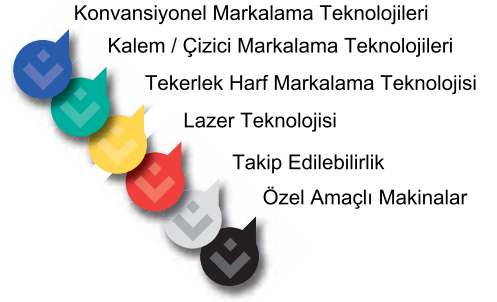 Konvansiyonel Markalama Teknolojileri
Kalem / Çizici Markalama Teknolojileri
Tekerlek Harf Markalama Teknolojisi
Lazer Teknolojisi
Takip Edilebilirlik
Özel Amaçlı Makinalar